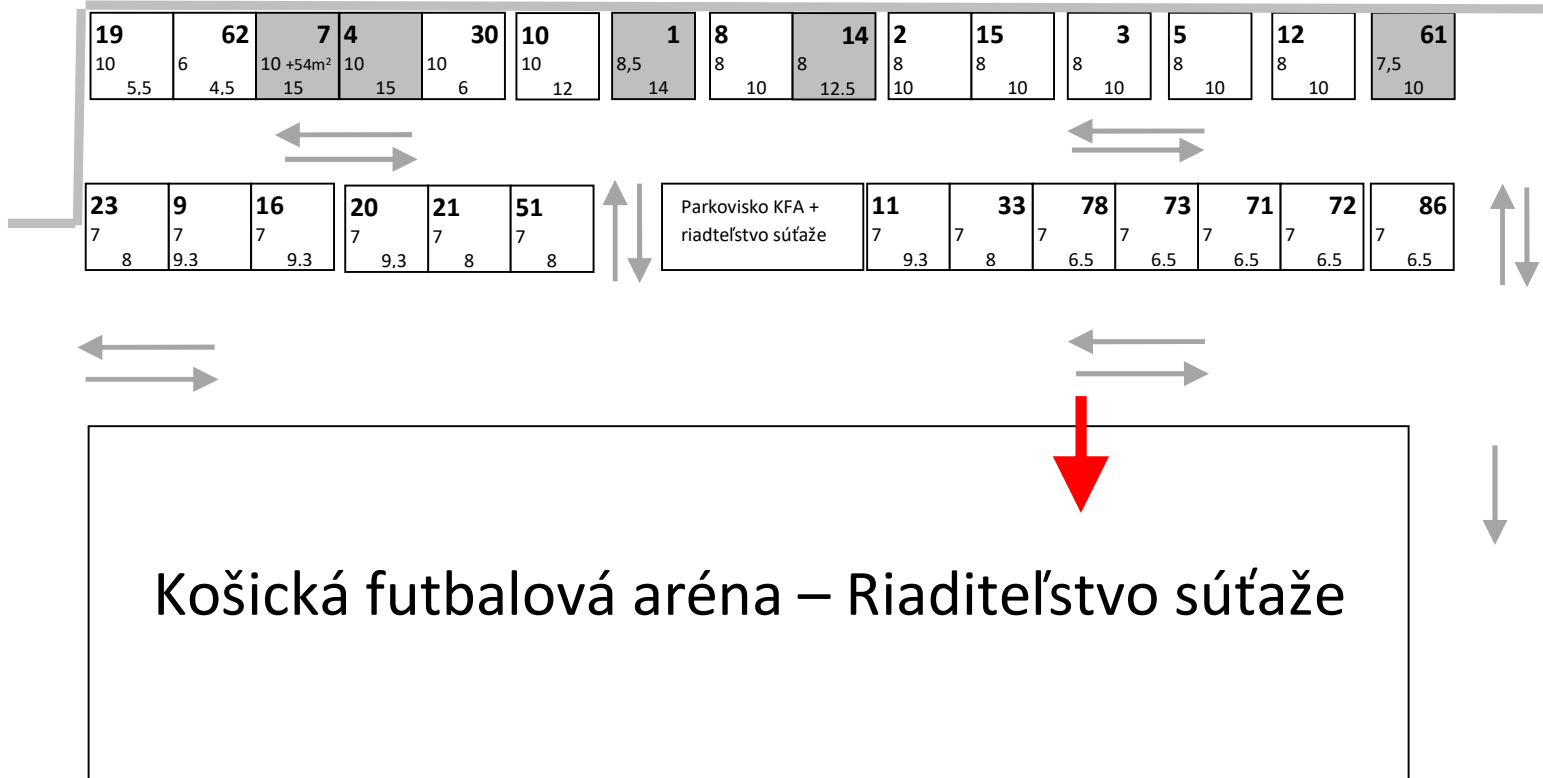 19 62 7 4 30 10 1 8 14 2 15 3 5 12 61
10 6 10 +54m² 10 10 10 8,5 8 8 8 8 8 8 8 7,5
5,5 4,5 15 15 6 12 14 10 12.5 10 10 10 10 10 10
23 9 16 20 21 51 Parkovisko KFA + 11 33 78 73 71 72 86
7 7 7 7 7 7 riadteľstvo súťaže 7 7 7 7 7 7 7
8 9.3 9.3 9,3 8 8 9.3 8 6.5 6.5 6.5 6.5 6.5
Košická futbalová aréna – Riaditeľstvo súťaže